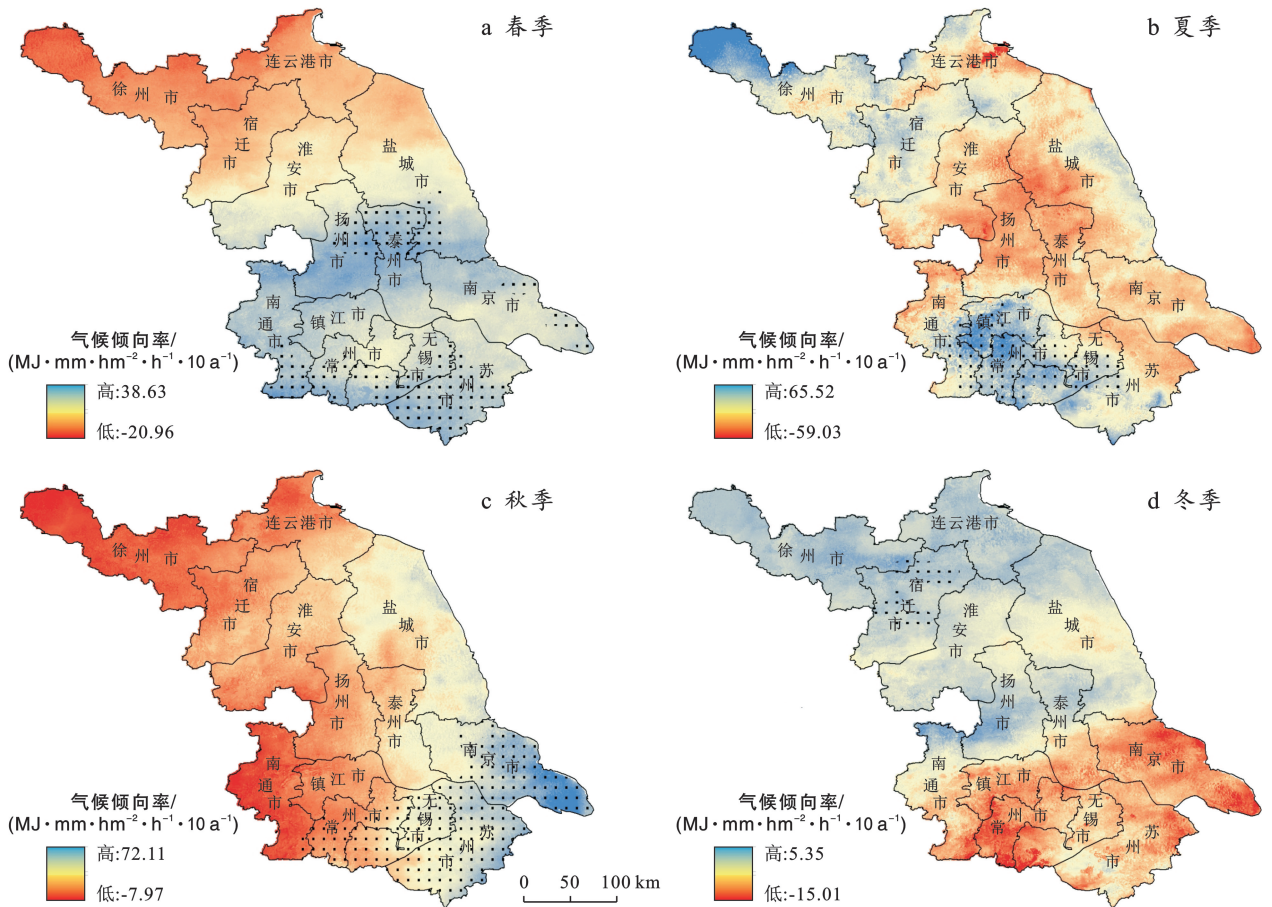 a 春季
连云港市
徐州市
宿迁市
淮安市
盐城市
扬州市
泰州市
南京市
南通市
镇江市
常州市
无锡市
苏州市
气候倾向率/
(MJ·mm·hm⁻²·h⁻¹·10 a⁻¹)
高:38.63
低:-20.96
b 夏季
连云港市
徐州市
宿迁市
淮安市
盐城市
扬州市
泰州市
南京市
南通市
镇江市
常州市
无锡市
苏州市
气候倾向率/
(MJ·mm·hm⁻²·h⁻¹·10 a⁻¹)
高:65.52
低:-59.03
c 秋季
连云港市
徐州市
宿迁市
淮安市
盐城市
扬州市
泰州市
南京市
南通市
镇江市
常州市
无锡市
苏州市
气候倾向率/
(MJ·mm·hm⁻²·h⁻¹·10 a⁻¹)
高:72.11
低:-7.97
0 50 100 km
d 冬季
连云港市
徐州市
宿迁市
淮安市
盐城市
扬州市
泰州市
南京市
南通市
镇江市
常州市
无锡市
苏州市
气候倾向率/
(MJ·mm·hm⁻²·h⁻¹·10 a⁻¹)
高:5.35
低:-15.01